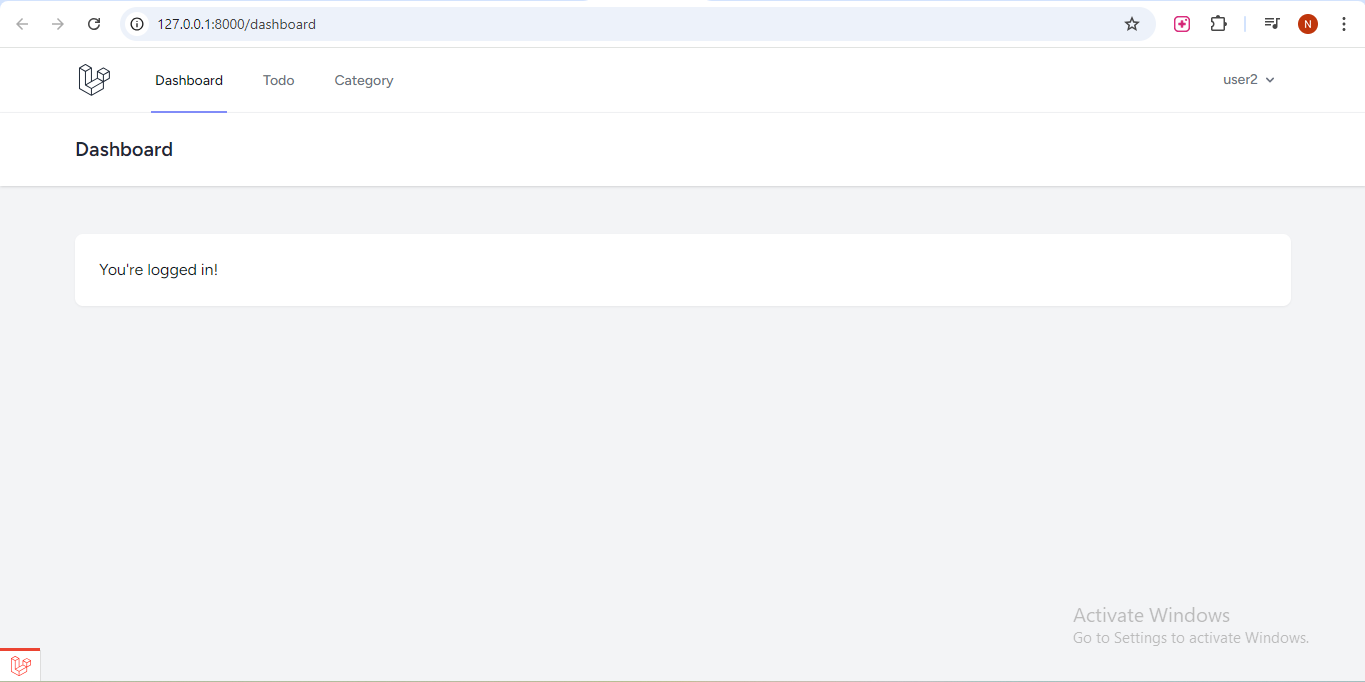 127.0.0.1:8000/dashboard
N
Dashboard Todo Category user2
Dashboard
You're logged in!
Activate Windows
Go to Settings to activate Windows.